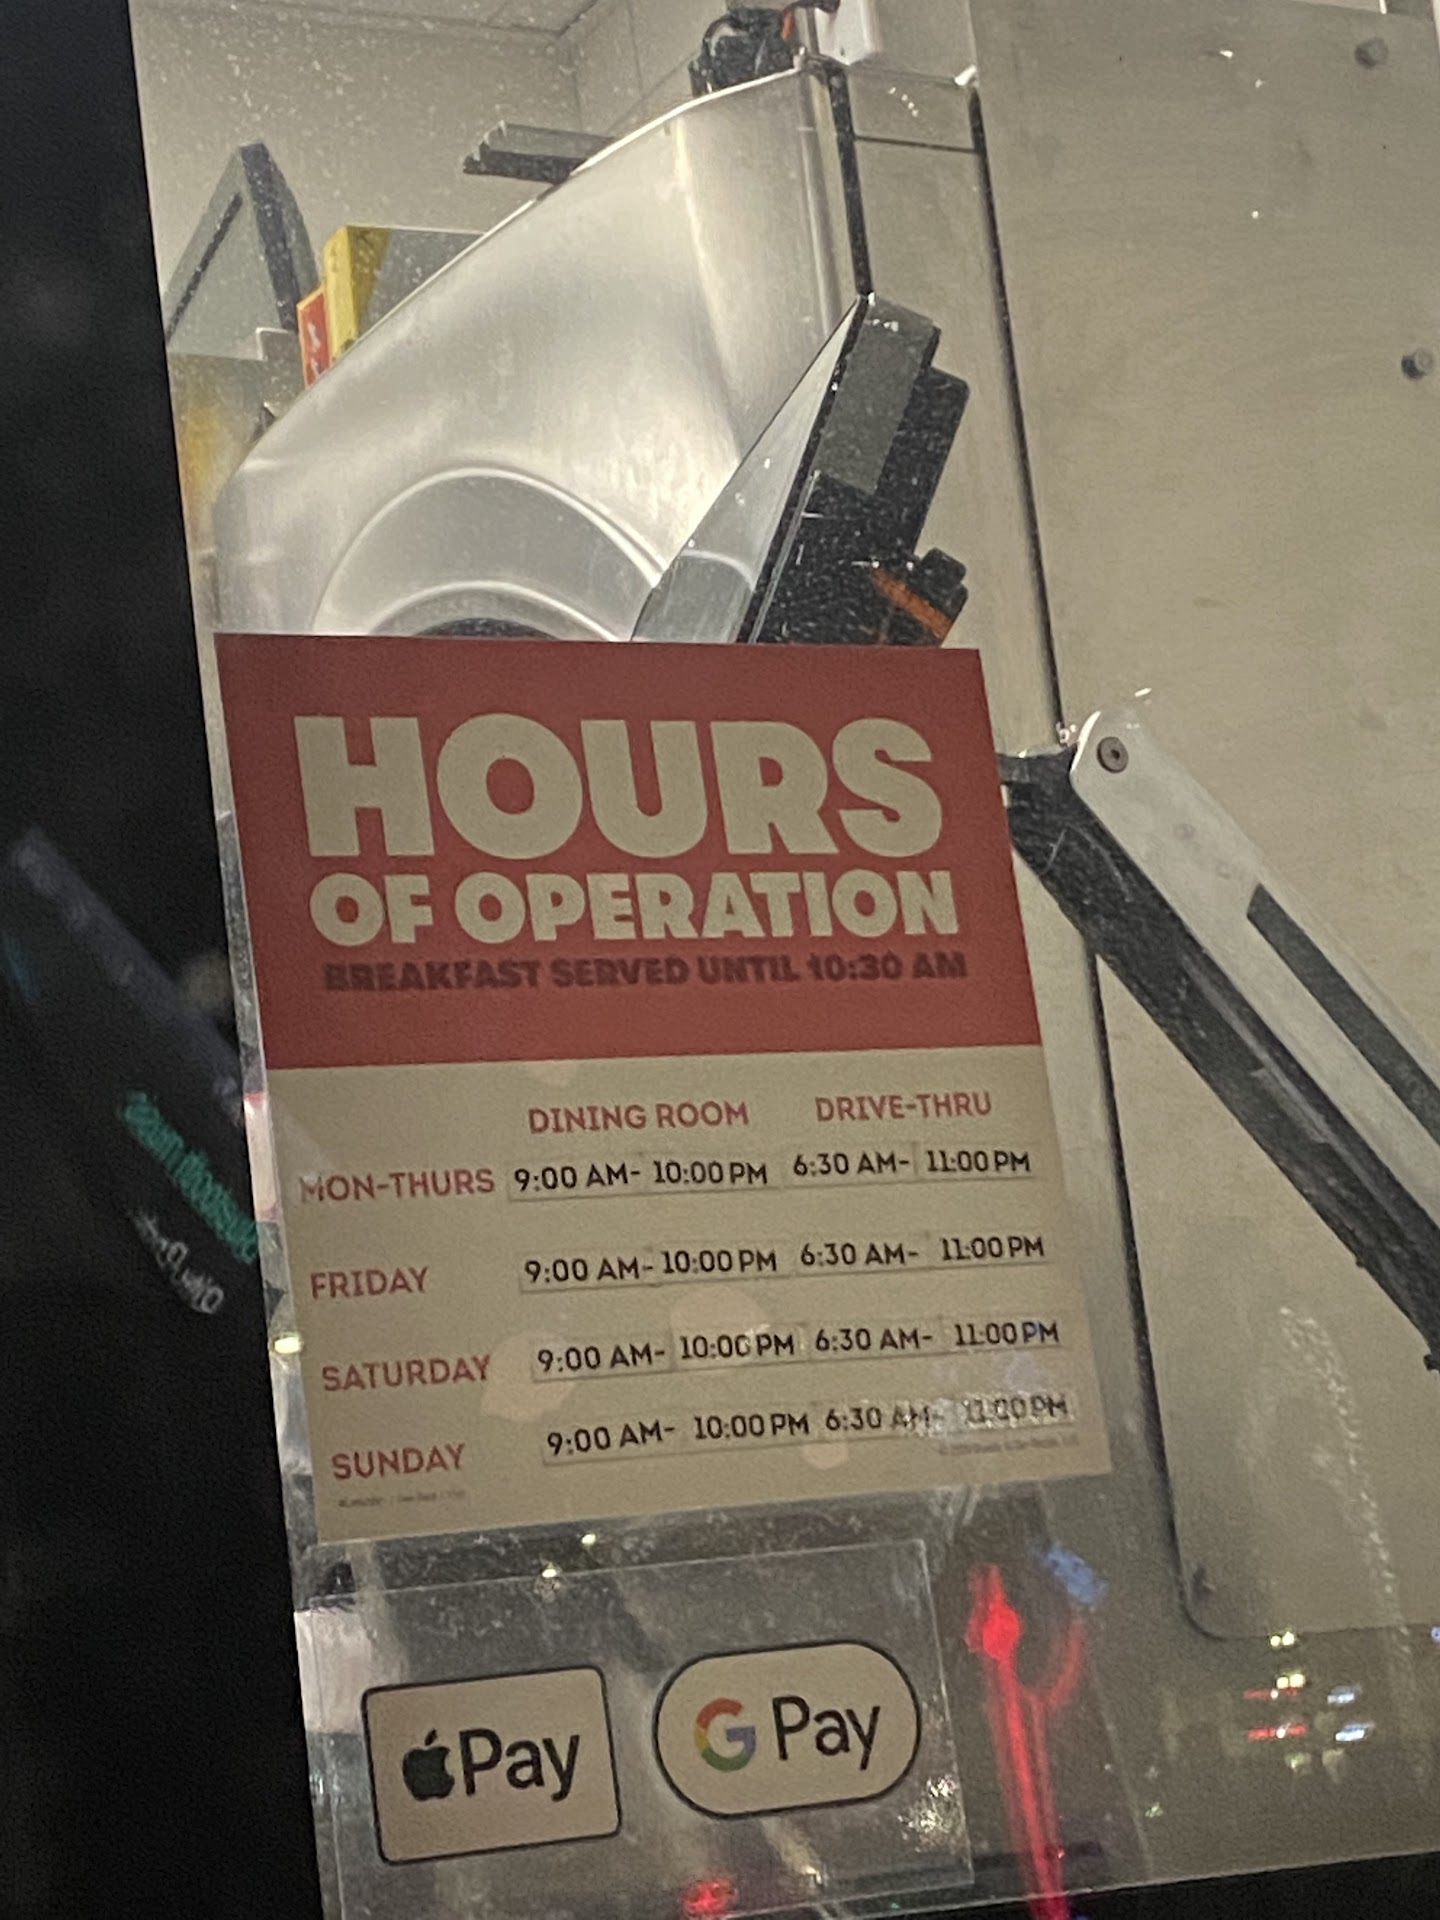 HOURS
OF OPERATION
BREAKFAST SERVED UNTIL 10:30 AM
DINING ROOM DRIVE-THRU
MON-THURS 9:00 AM- 10:00 PM 6:30 AM- 11:00 PM
FRIDAY 9:00 AM- 10:00 PM 6:30 AM- 11:00 PM
SATURDAY 9:00 AM- 10:00 PM 6:30 AM- 11:00 PM
SUNDAY 9:00 AM- 10:00 PM 6:30 AM- 11:00 PM
Pay G Pay